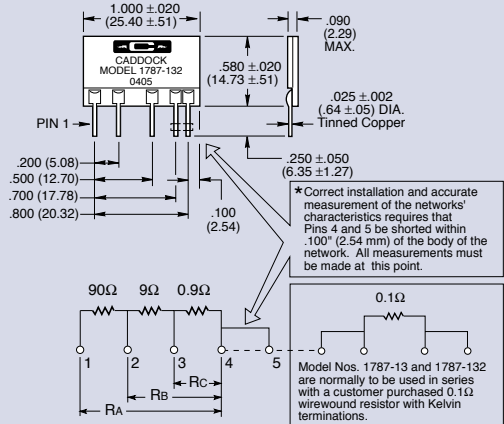 1.000 ±.020
(25.40 ±.51)
.090
(2.29)
MAX.
C
CADDOCK
MODEL 1787-132
0405
.580 ±.020
(14.73 ±.51)
.025 ±.002
(.64 ±.05) DIA.
Tinned Copper
PIN 1
.200 (5.08)
.500 (12.70)
.700 (17.78)
.800 (20.32)
.250 ±.050
(6.35 ±1.27)
.100
(2.54)
* Correct installation and accurate
measurement of the networks'
characteristics requires that
Pins 4 and 5 be shorted within
.100" (2.54 mm) of the body of the
network. All measurements must
be made at this point.
90Ω 9Ω 0.9Ω
0.1Ω
1 2 3 4 5
RC
RB
RA
Model Nos. 1787-13 and 1787-132
are normally to be used in series
with a customer purchased 0.1Ω
wirewound resistor with Kelvin
terminations.